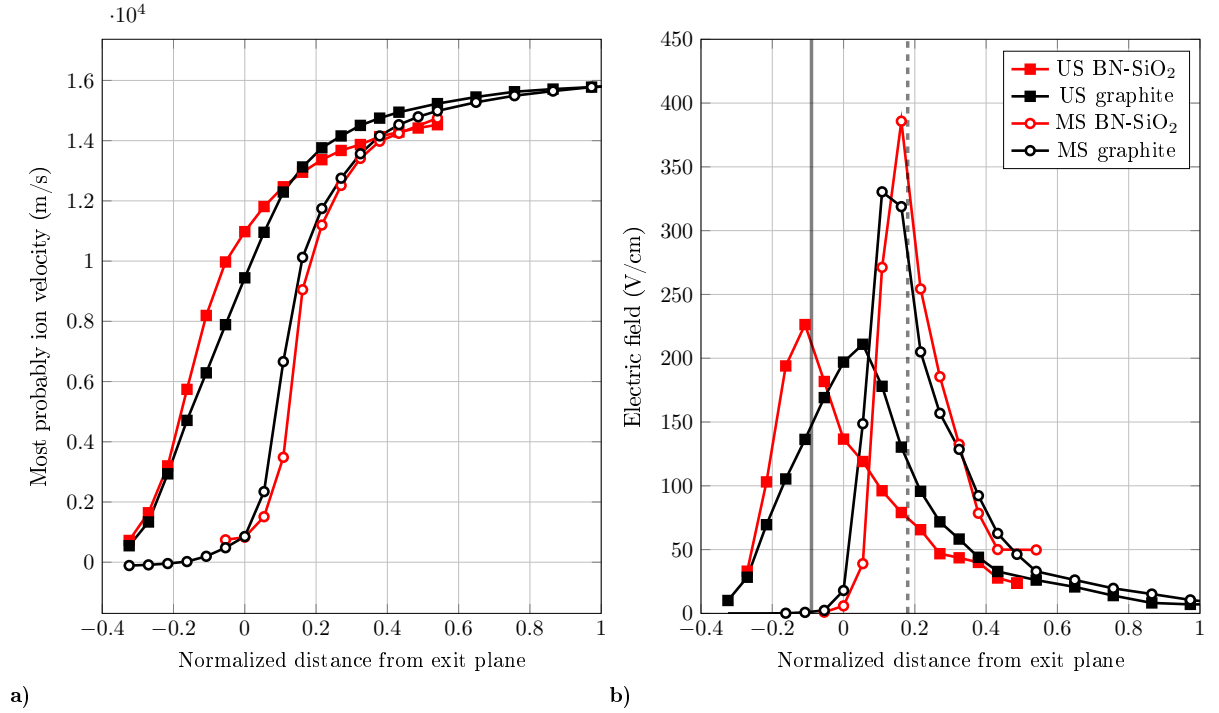 ·10⁴
1.6
1.4
1.2
1
0.8
0.6
0.4
0.2
0
−0.4 −0.2 0 0.2 0.4 0.6 0.8 1
Most probably ion velocity (m/s)
Normalized distance from exit plane
a)
450
400
350
300
250
200
150
100
50
0
−0.4 −0.2 0 0.2 0.4 0.6 0.8 1
Electric field (V/cm)
Normalized distance from exit plane
US BN-SiO₂
US graphite
MS BN-SiO₂
MS graphite
b)